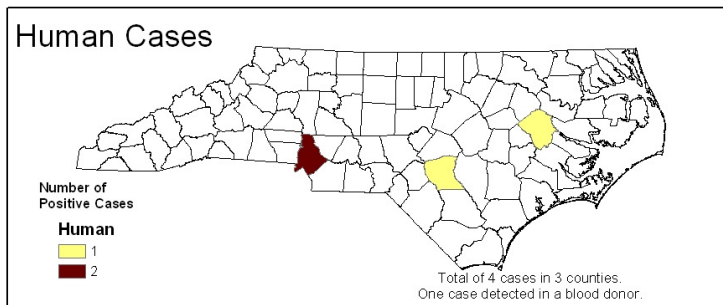 Human Cases
Number of
Positive Cases
Human
1
2
Total of 4 cases in 3 counties.
One case detected in a blood donor.